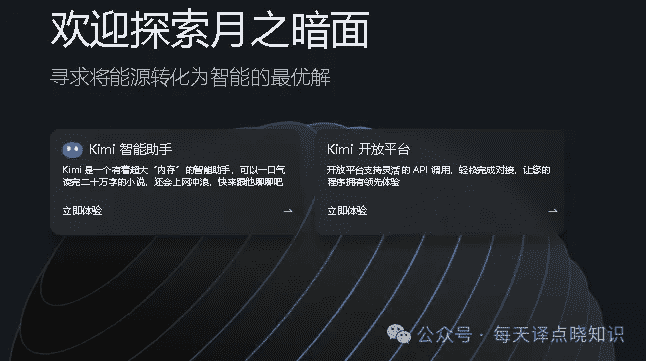 欢迎探索月之暗面
寻求将能源转化为智能的最优解
Kimi 智能助手
Kimi 是一个有着超大“内存”的智能助手，可以一口气
读完二十万字的小说，还会上网冲浪，快来跟他聊聊吧
立即体验 →
Kimi 开放平台
开放平台支持灵活的 API 调用，轻松完成对接，让您的
程序拥有领先体验
立即体验 →
公众号 · 每天译点晓知识